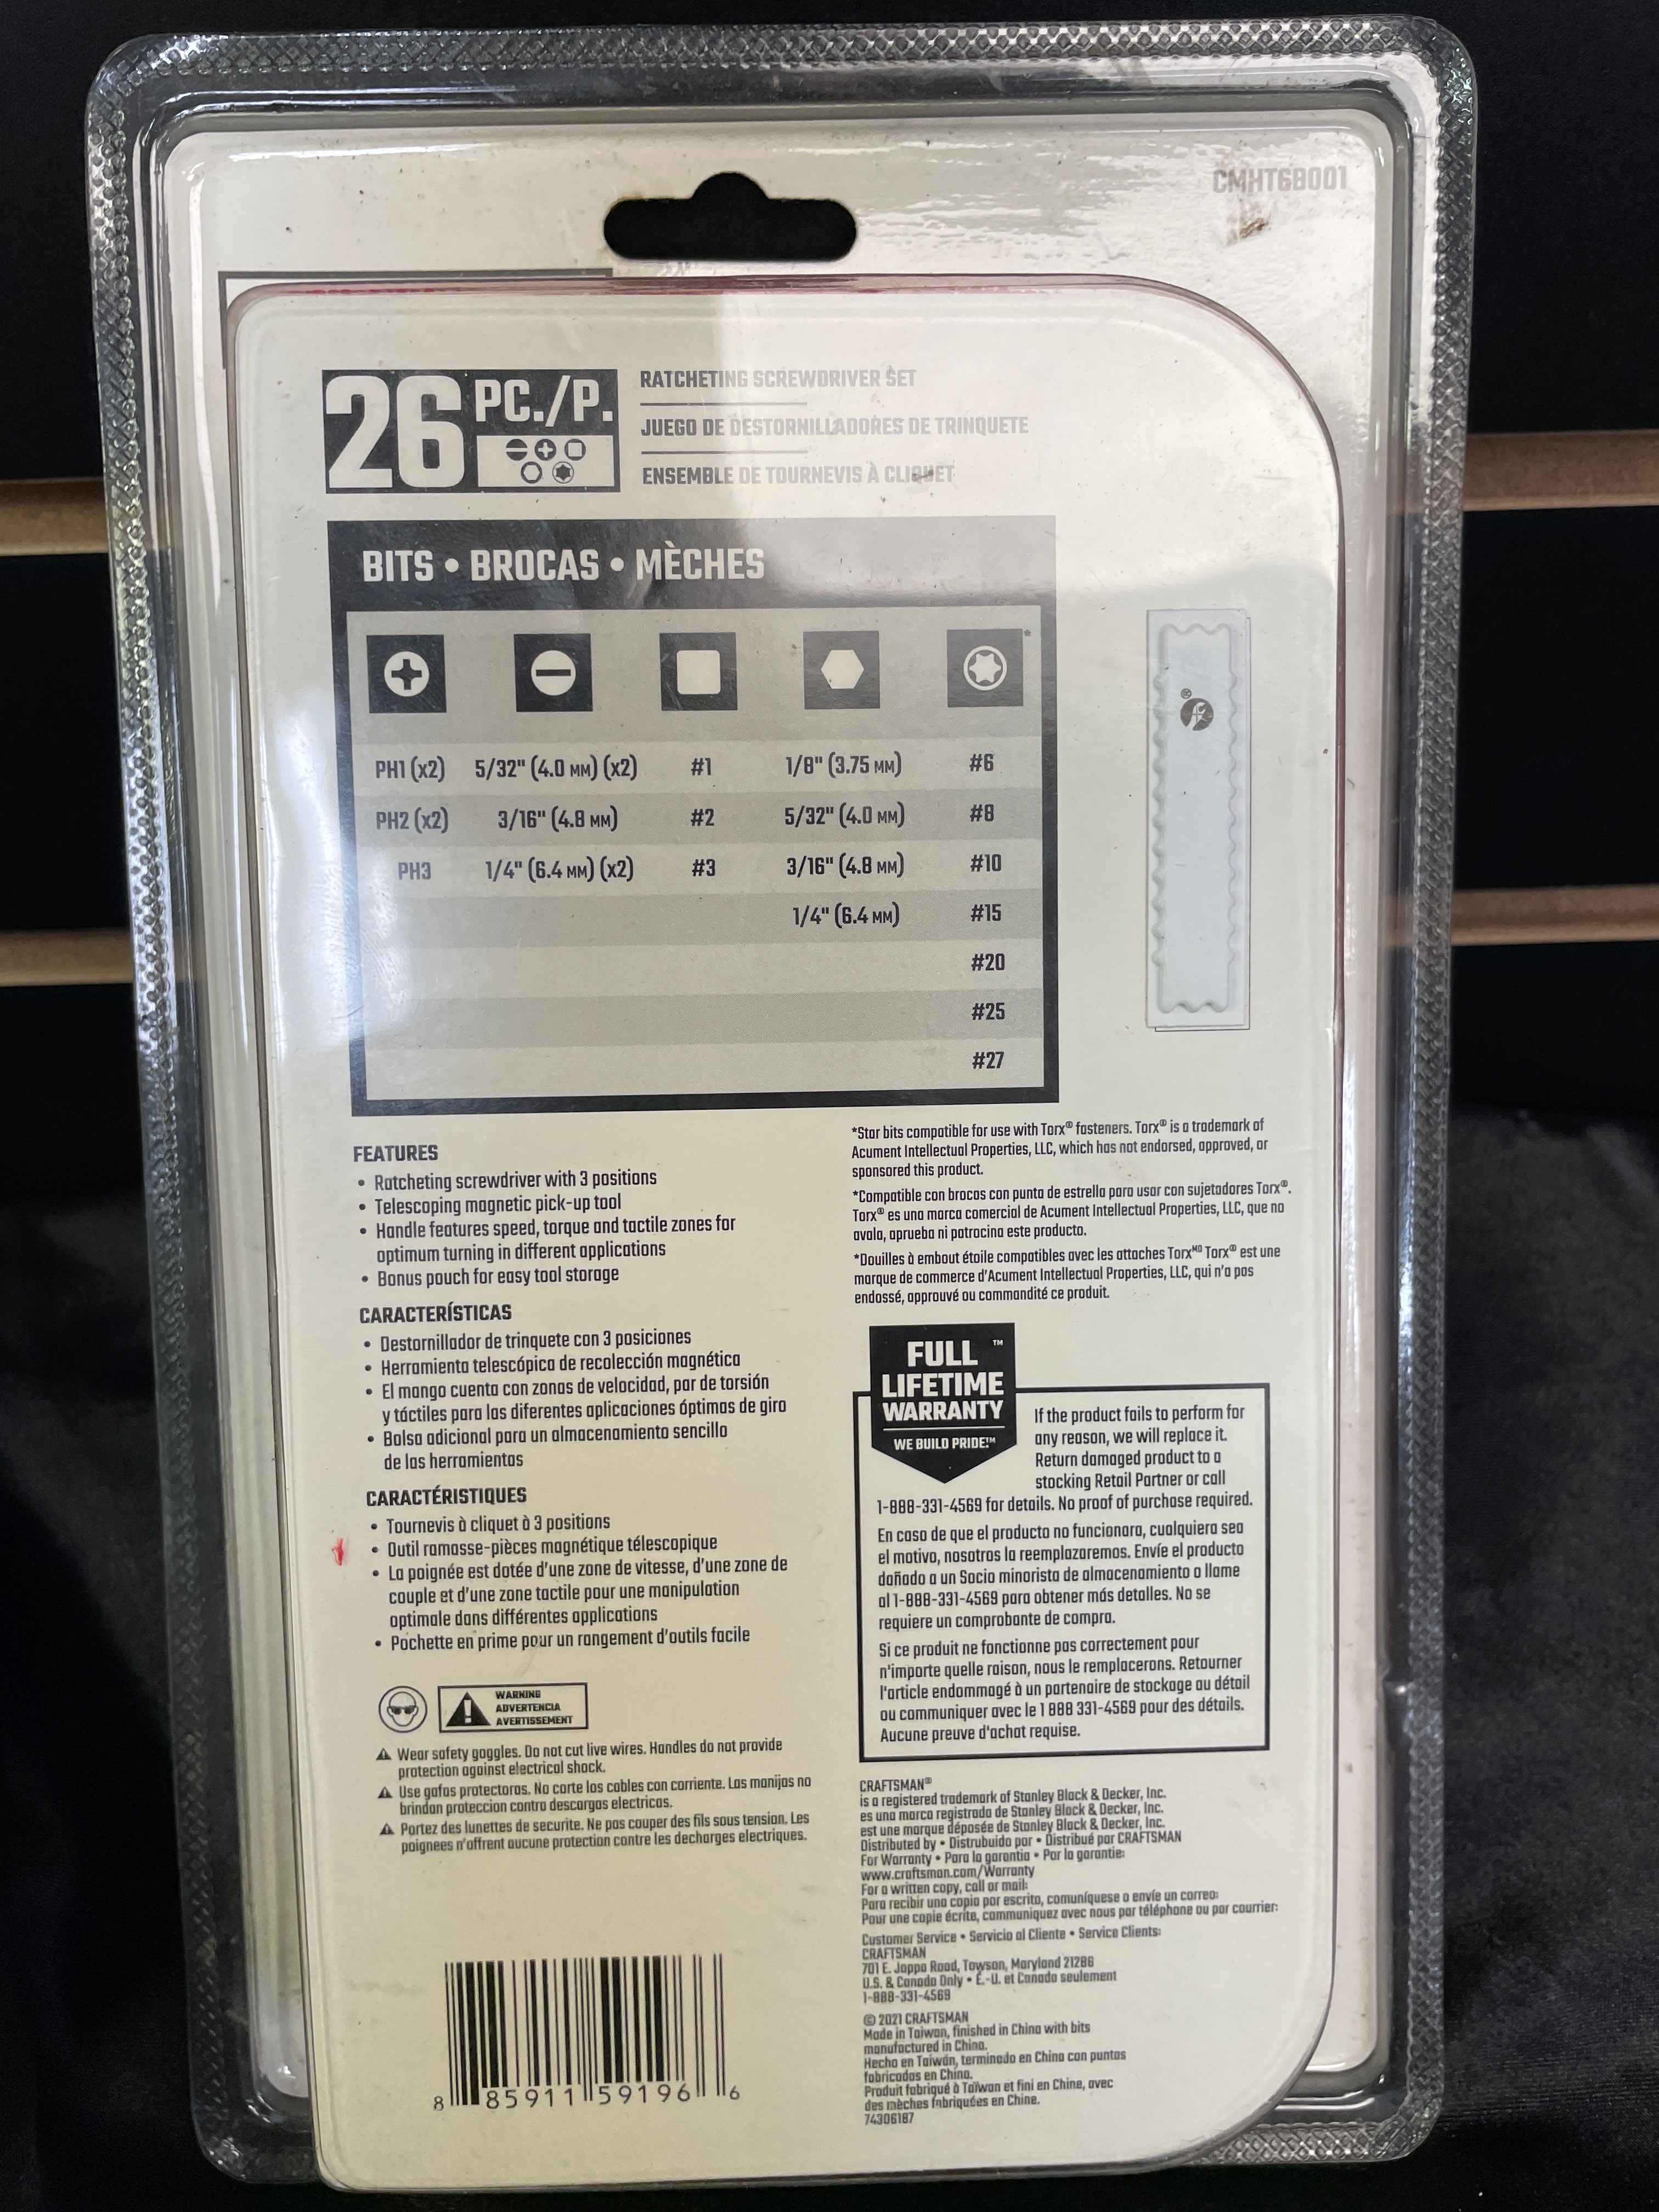 CMHT68001
26 PC./P.
RATCHETING SCREWDRIVER SET
JUEGO DE DESTORNILLADORES DE TRINQUETE
ENSEMBLE DE TOURNEVIS À CLIQUET
BITS • BROCAS • MÈCHES
*
PH1 (x2) 5/32" (4.0 MM) (x2) #1 1/8" (3.75 MM) #6
PH2 (x2) 3/16" (4.8 MM) #2 5/32" (4.0 MM) #8
PH3 1/4" (6.4 MM) (x2) #3 3/16" (4.8 MM) #10
1/4" (6.4 MM) #15
#20
#25
#27
®
FEATURES
• Ratcheting screwdriver with 3 positions
• Telescoping magnetic pick-up tool
• Handle features speed, torque and tactile zones for
optimum turning in different applications
• Bonus pouch for easy tool storage
CARACTERÍSTICAS
• Destornillador de trinquete con 3 posiciones
• Herramienta telescópica de recolección magnética
• El mango cuenta con zonas de velocidad, par de torsión
y táctiles para las diferentes aplicaciones óptimas de giro
• Bolsa adicional para un almacenamiento sencillo
de las herramientas
CARACTÉRISTIQUES
• Tournevis à cliquet à 3 positions
• Outil ramasse-pièces magnétique télescopique
• La poignée est dotée d'une zone de vitesse, d'une zone de
couple et d'une zone tactile pour une manipulation
optimale dans différentes applications
• Pochette en prime pour un rangement d'outils facile
WARNING
ADVERTENCIA
AVERTISSEMENT
Wear safety goggles. Do not cut live wires. Handles do not provide
protection against electrical shock.
Use gafas protectoras. No corte los cables con corriente. Las manijas no
brindan proteccion contra descargas electricas.
Portez des lunettes de securite. Ne pas couper des fils sous tension. Les
poignees n'offrent aucune protection contre les decharges electriques.
8 85911 59196 6
*Star bits compatible for use with Torx® fasteners. Torx® is a trademark of
Acument Intellectual Properties, LLC, which has not endorsed, approved, or
sponsored this product.
*Compatible con brocas con punta de estrella para usar con sujetadores Torx®.
Torx® es una marca comercial de Acument Intellectual Properties, LLC, que no
avala, aprueba ni patrocina este producto.
*Douilles à embout étoile compatibles avec les attaches Torxᴹᴰ Torx® est une
marque de commerce d'Acument Intellectual Properties, LLC, qui n'a pas
endossé, approuvé ou commandité ce produit.
FULL ™
LIFETIME
WARRANTY
WE BUILD PRIDE.™
If the product fails to perform for
any reason, we will replace it.
Return damaged product to a
stocking Retail Partner or call
1-888-331-4569 for details. No proof of purchase required.
En caso de que el producto no funcionara, cualquiera sea
el motivo, nosotros lo reemplazaremos. Envíe el producto
dañado a un Socio minorista de almacenamiento o llame
al 1-888-331-4569 para obtener más detalles. No se
requiere un comprobante de compra.
Si ce produit ne fonctionne pas correctement pour
n'importe quelle raison, nous le remplacerons. Retourner
l'article endommagé à un partenaire de stockage au détail
ou communiquer avec le 1 888 331-4569 pour des détails.
Aucune preuve d'achat requise.
CRAFTSMAN®
is a registered trademark of Stanley Black & Decker, Inc.
es una marca registrada de Stanley Black & Decker, Inc.
est une marque déposée de Stanley Black & Decker, Inc.
Distributed by • Distrubuido por • Distribué par CRAFTSMAN
For Warranty • Para la garantía • Por la garantie:
www.craftsman.com/Warranty
For a written copy, call or mail:
Para recibir una copia por escrito, comuníquese o envíe un correo:
Pour une copie écrite, communiquez avec nous par téléphone ou par courrier:
Customer Service • Servicio al Cliente • Service Clients:
CRAFTSMAN
701 E. Joppa Road, Towson, Maryland 21286
U.S. & Canada Only • É.-U. et Canada seulement
1-888-331-4569
© 2021 CRAFTSMAN
Made in Taiwan, finished in China with bits
manufactured in China.
Hecho en Taiwán, terminado en China con puntas
fabricadas en China.
Produit fabriqué à Taïwan et fini en Chine, avec
des mèches fabriquées en Chine.
74306187